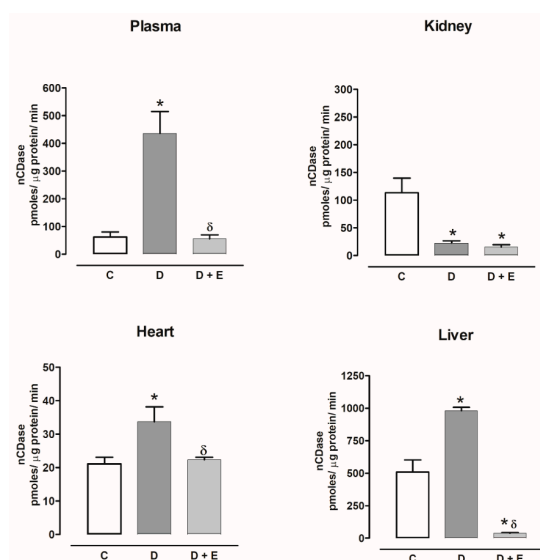 Plasma
nCDase
pmoles/ μg protein/ min
600
500
400
300
200
100
0
*
δ
C D D + E
Kidney
nCDase
pmoles/ μg protein/ min
300
250
200
150
100
50
0
* *
C D D + E
Heart
nCDase
pmoles/ μg protein/ min
50
40
30
20
10
0
*
δ
C D D + E
Liver
nCDase
pmoles/ μg protein/ min
1250
1000
750
500
250
0
*
* δ
C D D + E